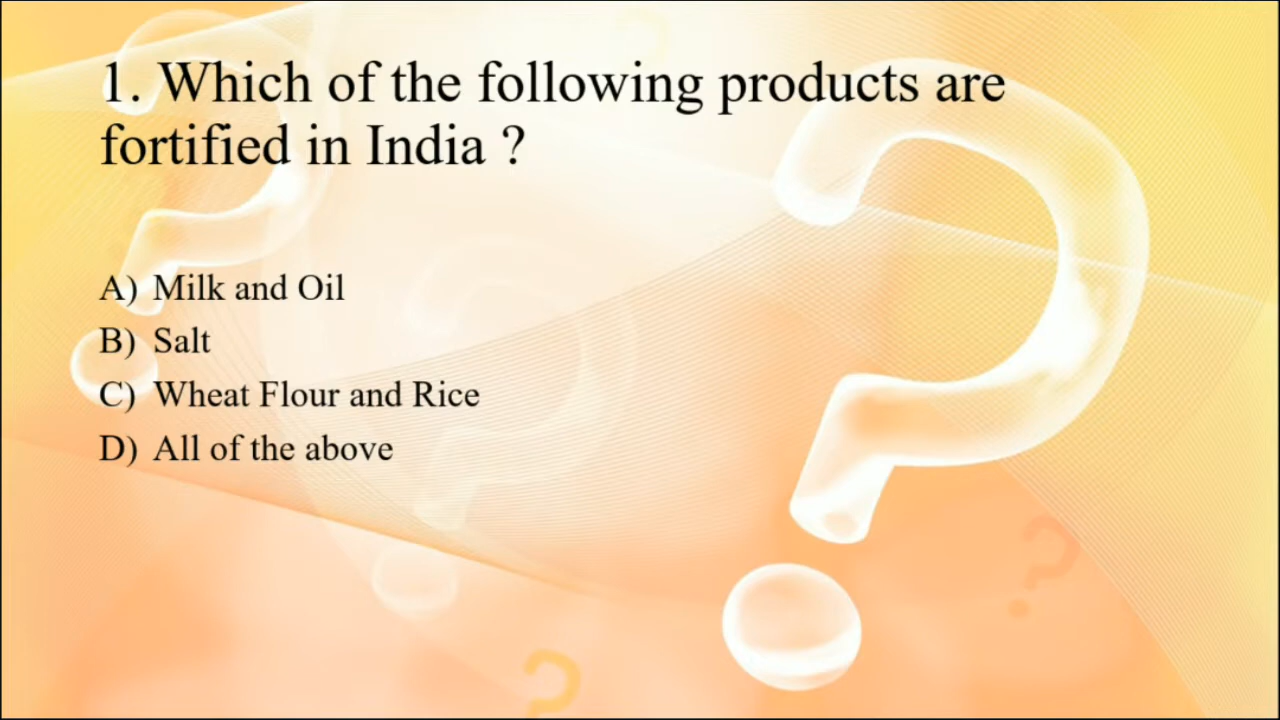 1. Which of the following products are
fortified in India ?
A) Milk and Oil
B) Salt
C) Wheat Flour and Rice
D) All of the above